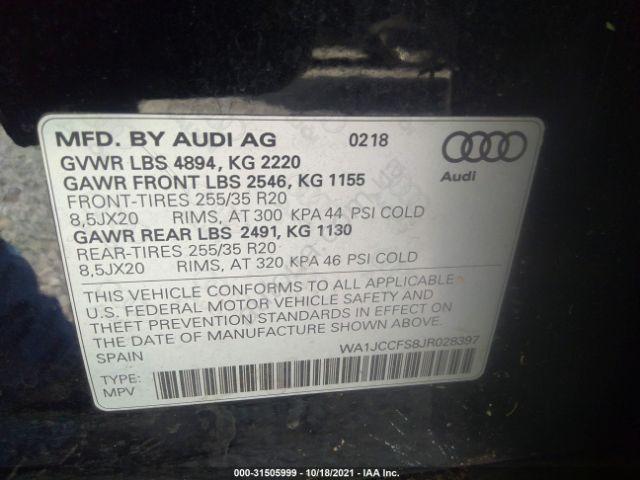 MFD. BY AUDI AG 0218
GVWR LBS 4894, KG 2220
GAWR FRONT LBS 2546, KG 1155
FRONT-TIRES 255/35 R20
8,5JX20 RIMS, AT 300 KPA 44 PSI COLD
GAWR REAR LBS 2491, KG 1130
REAR-TIRES 255/35 R20
8,5JX20 RIMS, AT 320 KPA 46 PSI COLD
Audi
THIS VEHICLE CONFORMS TO ALL APPLICABLE
U.S. FEDERAL MOTOR VEHICLE SAFETY AND
THEFT PREVENTION STANDARDS IN EFFECT ON
THE DATE OF MANUFACTURE SHOWN ABOVE.
SPAIN WA1JCCFS8JR028397
TYPE:
MPV
000-31505999 - 10/18/2021 - IAA Inc.